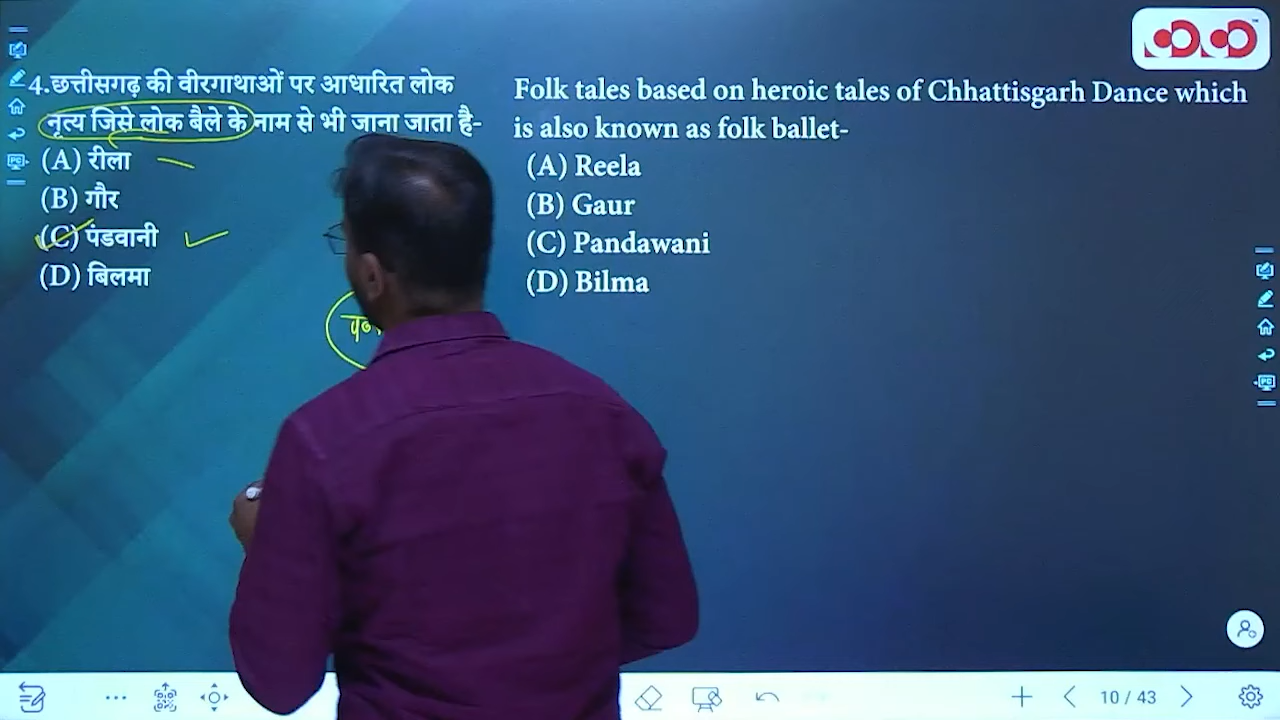 4.छत्तीसगढ़ की वीरगाथाओं पर आधारित लोक
नृत्य जिसे लोक बैले के नाम से भी जाना जाता है-
(A) रीला
(B) गौर
(C) पंडवानी
(D) बिलमा
Folk tales based on heroic tales of Chhattisgarh Dance which
is also known as folk ballet-
(A) Reela
(B) Gaur
(C) Pandawani
(D) Bilma
10 / 43